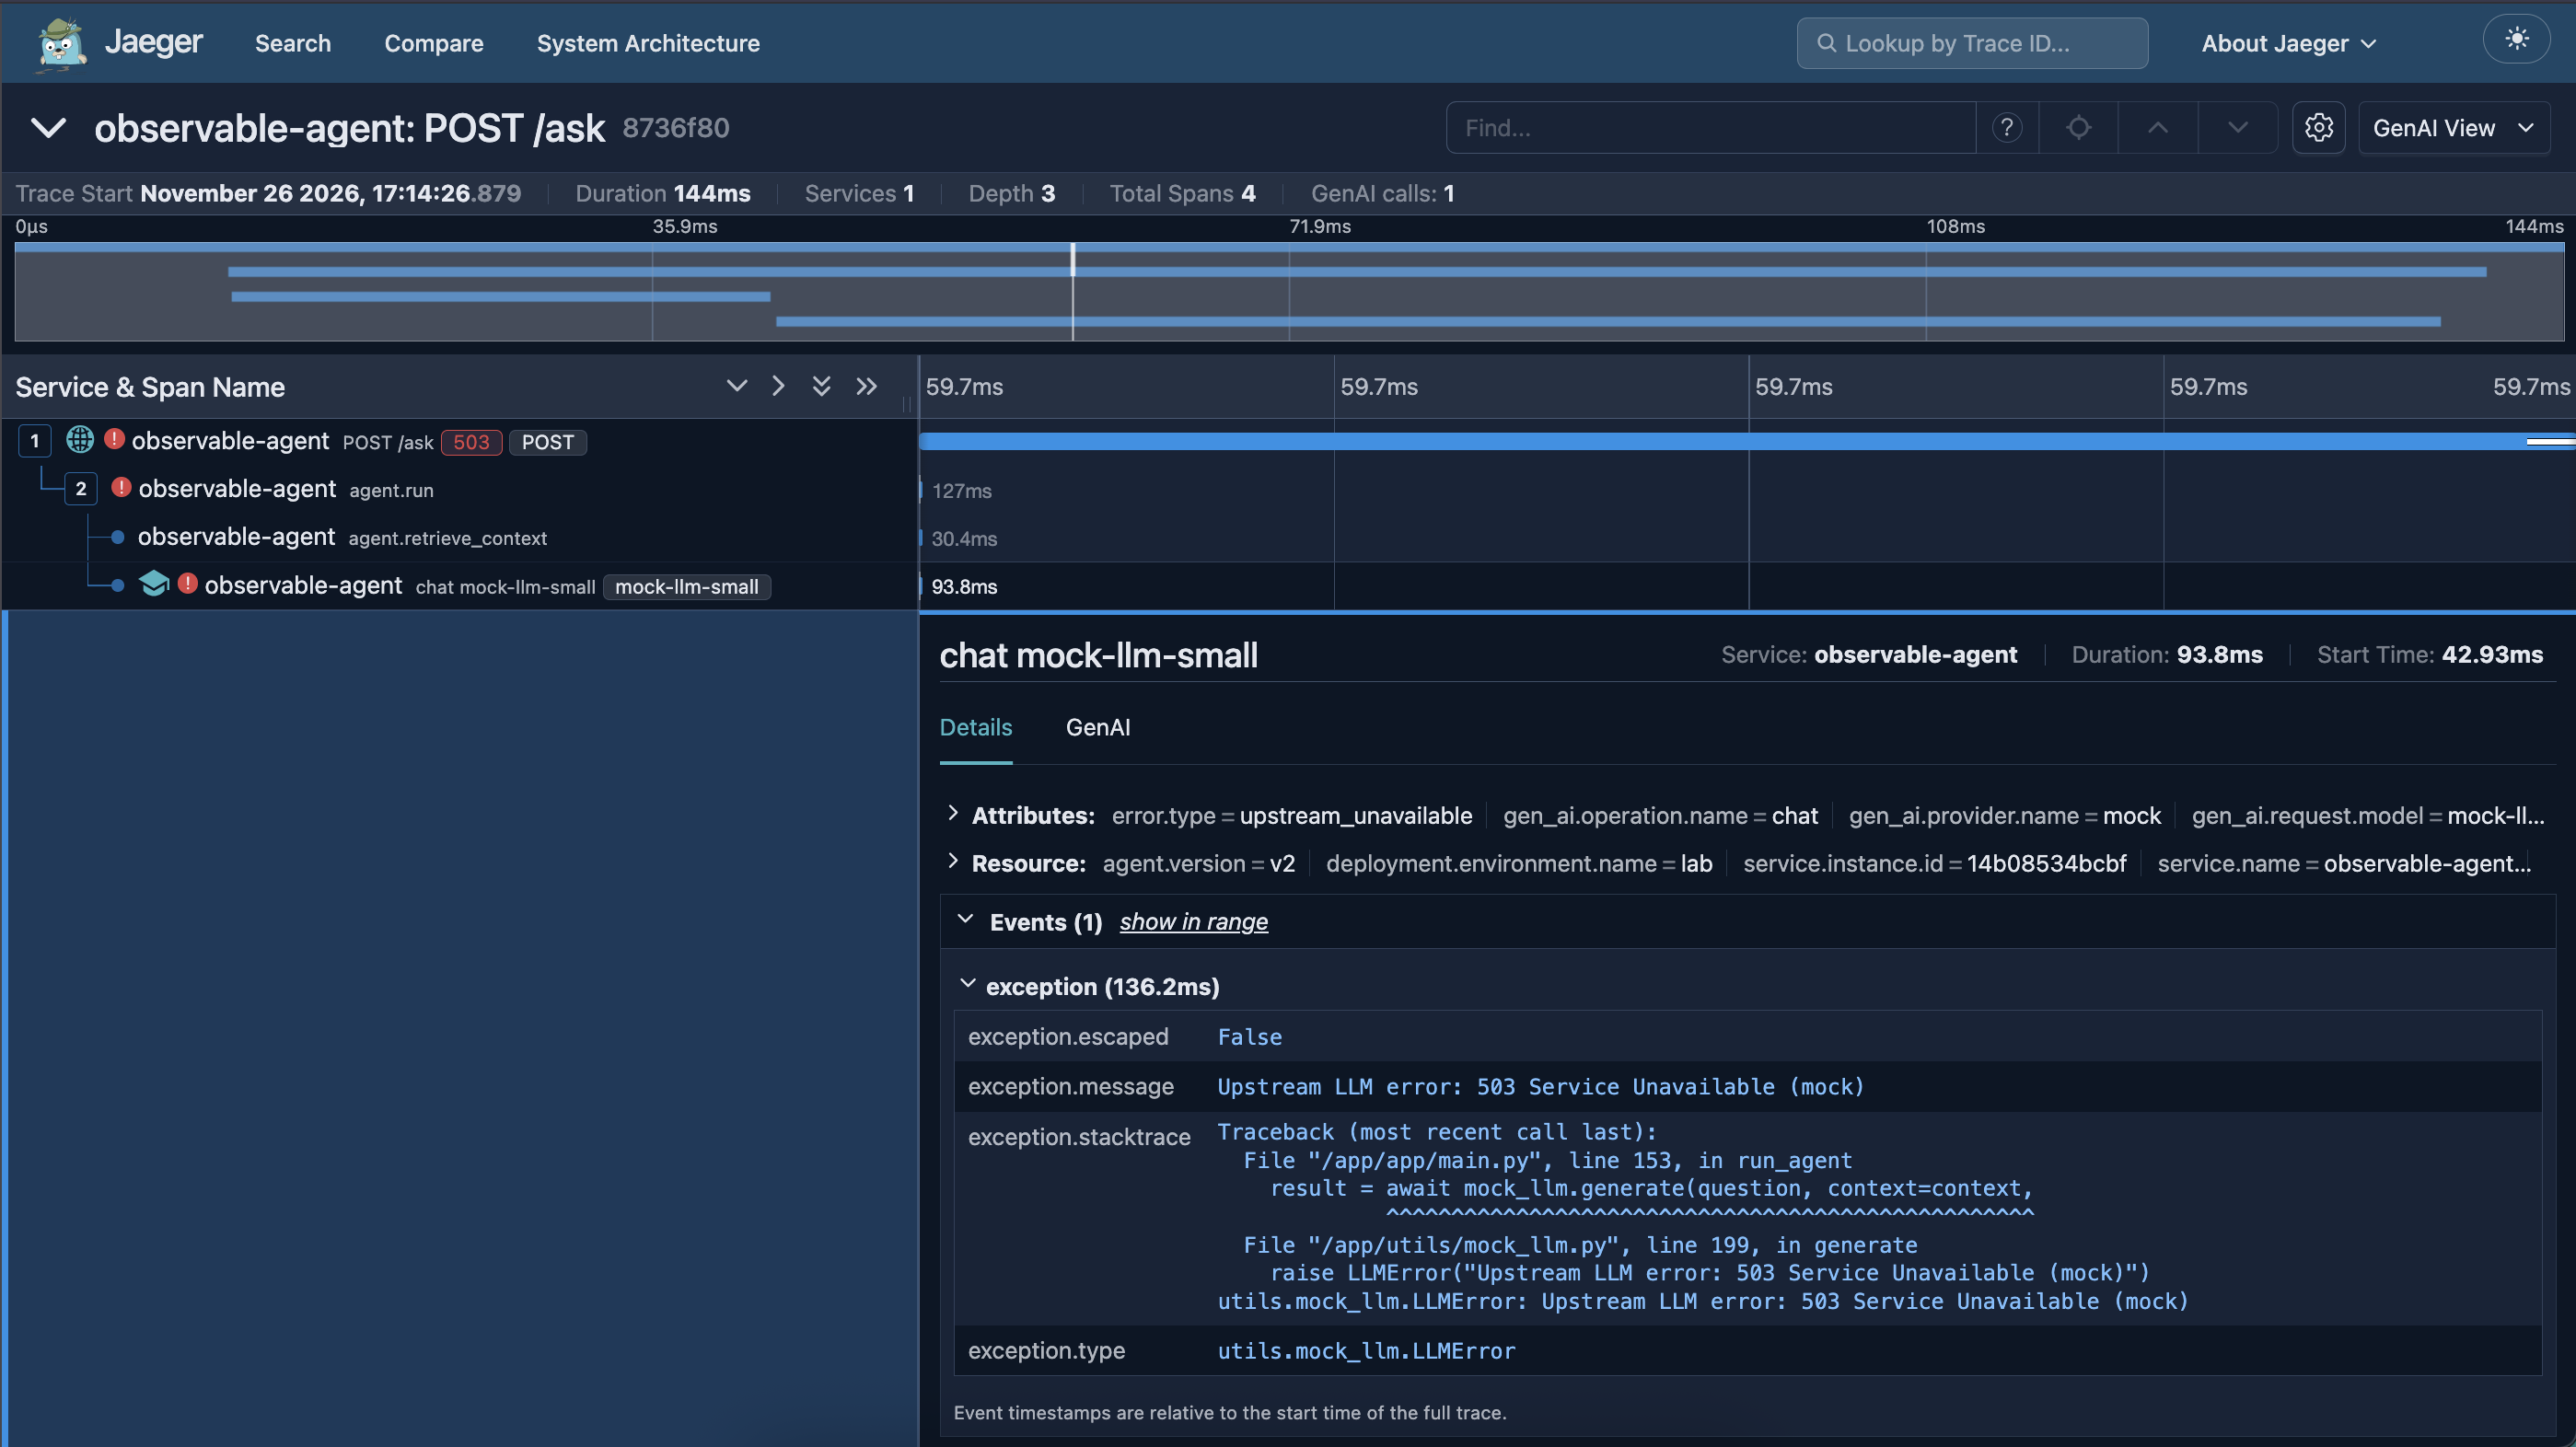 Jaeger Search Compare System Architecture Lookup by Trace ID... About Jaeger
observable-agent: POST /ask 8736f80 Find... ? GenAI View
Trace Start November 26 2026, 17:14:26.879 Duration 144ms Services 1 Depth 3 Total Spans 4 GenAI calls: 1
0μs 35.9ms 71.9ms 108ms 144ms
Service & Span Name 59.7ms 59.7ms 59.7ms 59.7ms 59.7ms
1 ! observable-agent POST /ask 503 POST
2 ! observable-agent agent.run 127ms
observable-agent agent.retrieve_context 30.4ms
! observable-agent chat mock-llm-small mock-llm-small 93.8ms
chat mock-llm-small Service: observable-agent Duration: 93.8ms Start Time: 42.93ms
Details GenAI
Attributes: error.type = upstream_unavailable gen_ai.operation.name = chat gen_ai.provider.name = mock gen_ai.request.model = mock-ll...
Resource: agent.version = v2 deployment.environment.name = lab service.instance.id = 14b08534bcbf service.name = observable-agent...
Events (1) show in range
exception (136.2ms)
exception.escaped False
exception.message Upstream LLM error: 503 Service Unavailable (mock)
exception.stacktrace Traceback (most recent call last):
File "/app/app/main.py", line 153, in run_agent
result = await mock_llm.generate(question, context=context,
^^^^^^^^^^^^^^^^^^^^^^^^^^^^^^^^^^^^^^^^^^^^^^^^^^
File "/app/utils/mock_llm.py", line 199, in generate
raise LLMError("Upstream LLM error: 503 Service Unavailable (mock)")
utils.mock_llm.LLMError: Upstream LLM error: 503 Service Unavailable (mock)
exception.type utils.mock_llm.LLMError
Event timestamps are relative to the start time of the full trace.